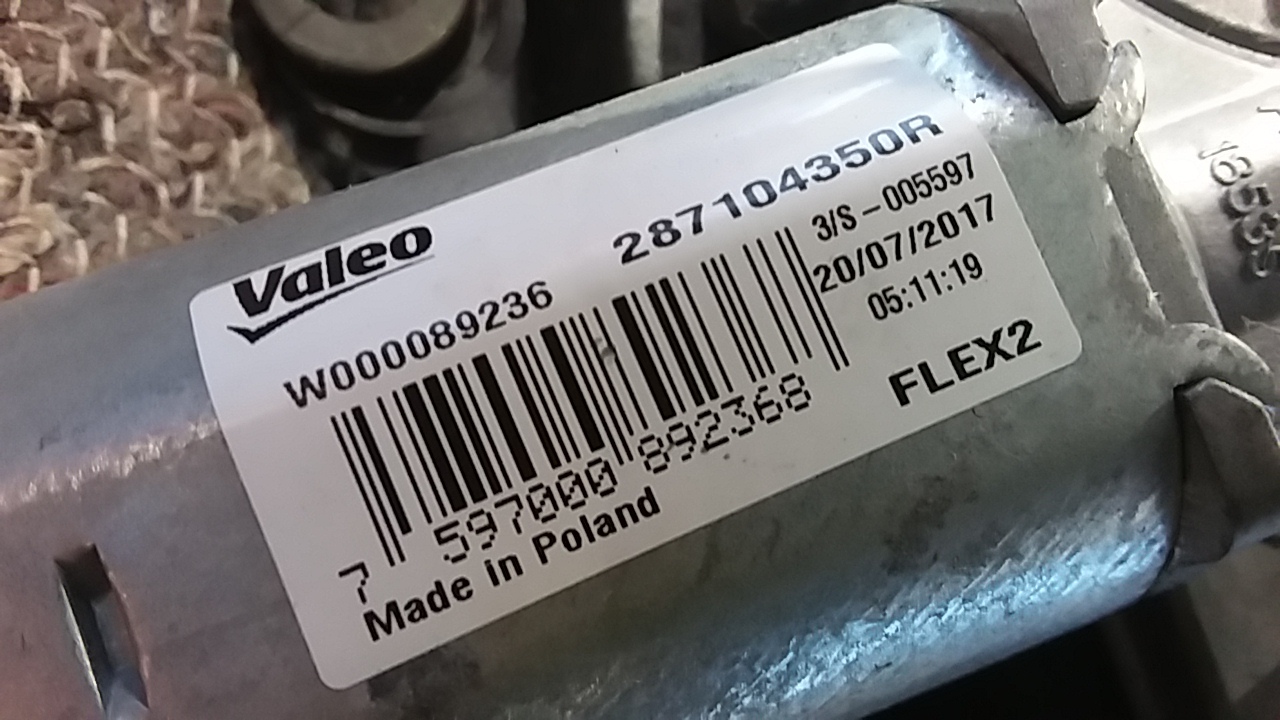 Valeo
W000089236
287104350R
3/S-005597
20/07/2017
05:11:19
FLEX2
7 597000 892368
Made in Poland